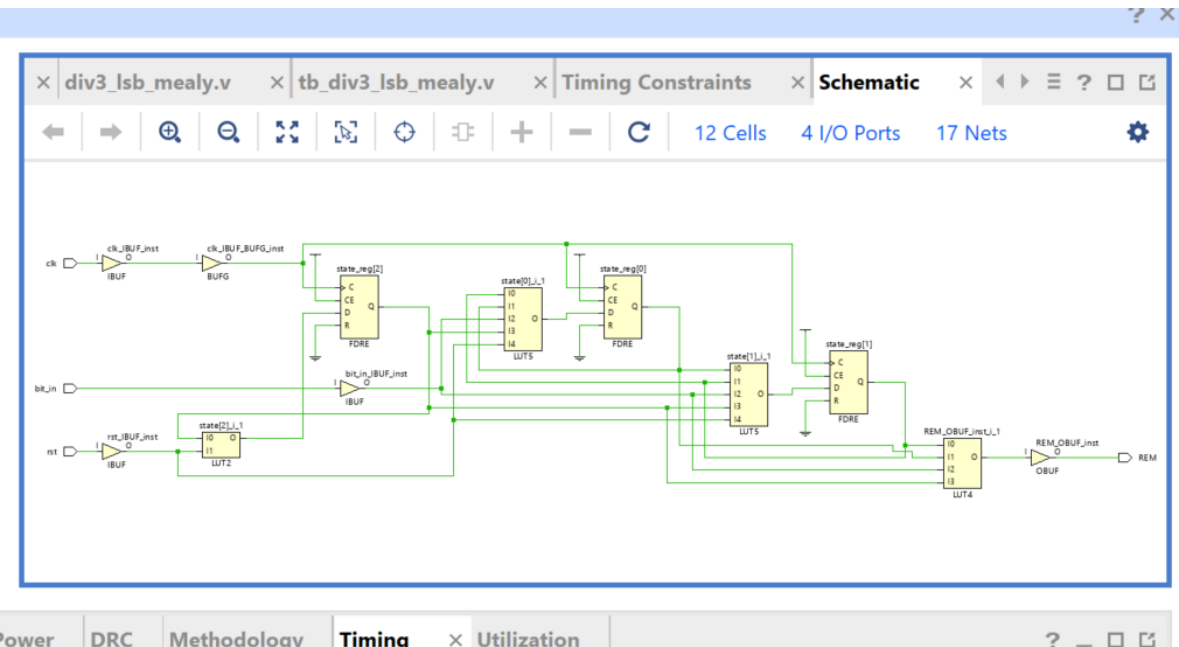 ? ×
× div3_lsb_mealy.v × tb_div3_lsb_mealy.v × Timing Constraints × Schematic × ?
12 Cells 4 I/O Ports 17 Nets
clk
clk_IBUF_inst
I O
IBUF
clk_IBUF_BUFG_inst
I O
BUFG
state_reg[2]
C
CE
D
R
Q
FDRE
state[0]_i_1
I0
I1
I2
I3
I4
O
LUT5
state_reg[0]
C
CE
D
R
Q
FDRE
bit_in
bit_in_IBUF_inst
I O
IBUF
state[1]_i_1
I0
I1
I2
I3
I4
O
LUT5
state_reg[1]
C
CE
D
R
Q
FDRE
rst
rst_IBUF_inst
I O
IBUF
state[2]_i_1
I0 O
I1
LUT2
REM_OBUF_inst_i_1
I0
I1
I2
I3
O
LUT4
REM_OBUF_inst
I O
OBUF
REM
Power DRC Methodology Timing × Utilization ?